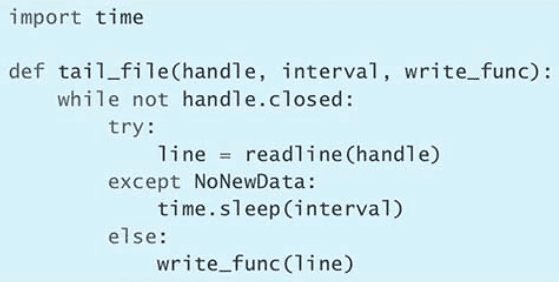 import time
def tail_file(handle, interval, write_func):
    while not handle.closed:
        try:
            line = readline(handle)
        except NoNewData:
            time.sleep(interval)
        else:
            write_func(line)